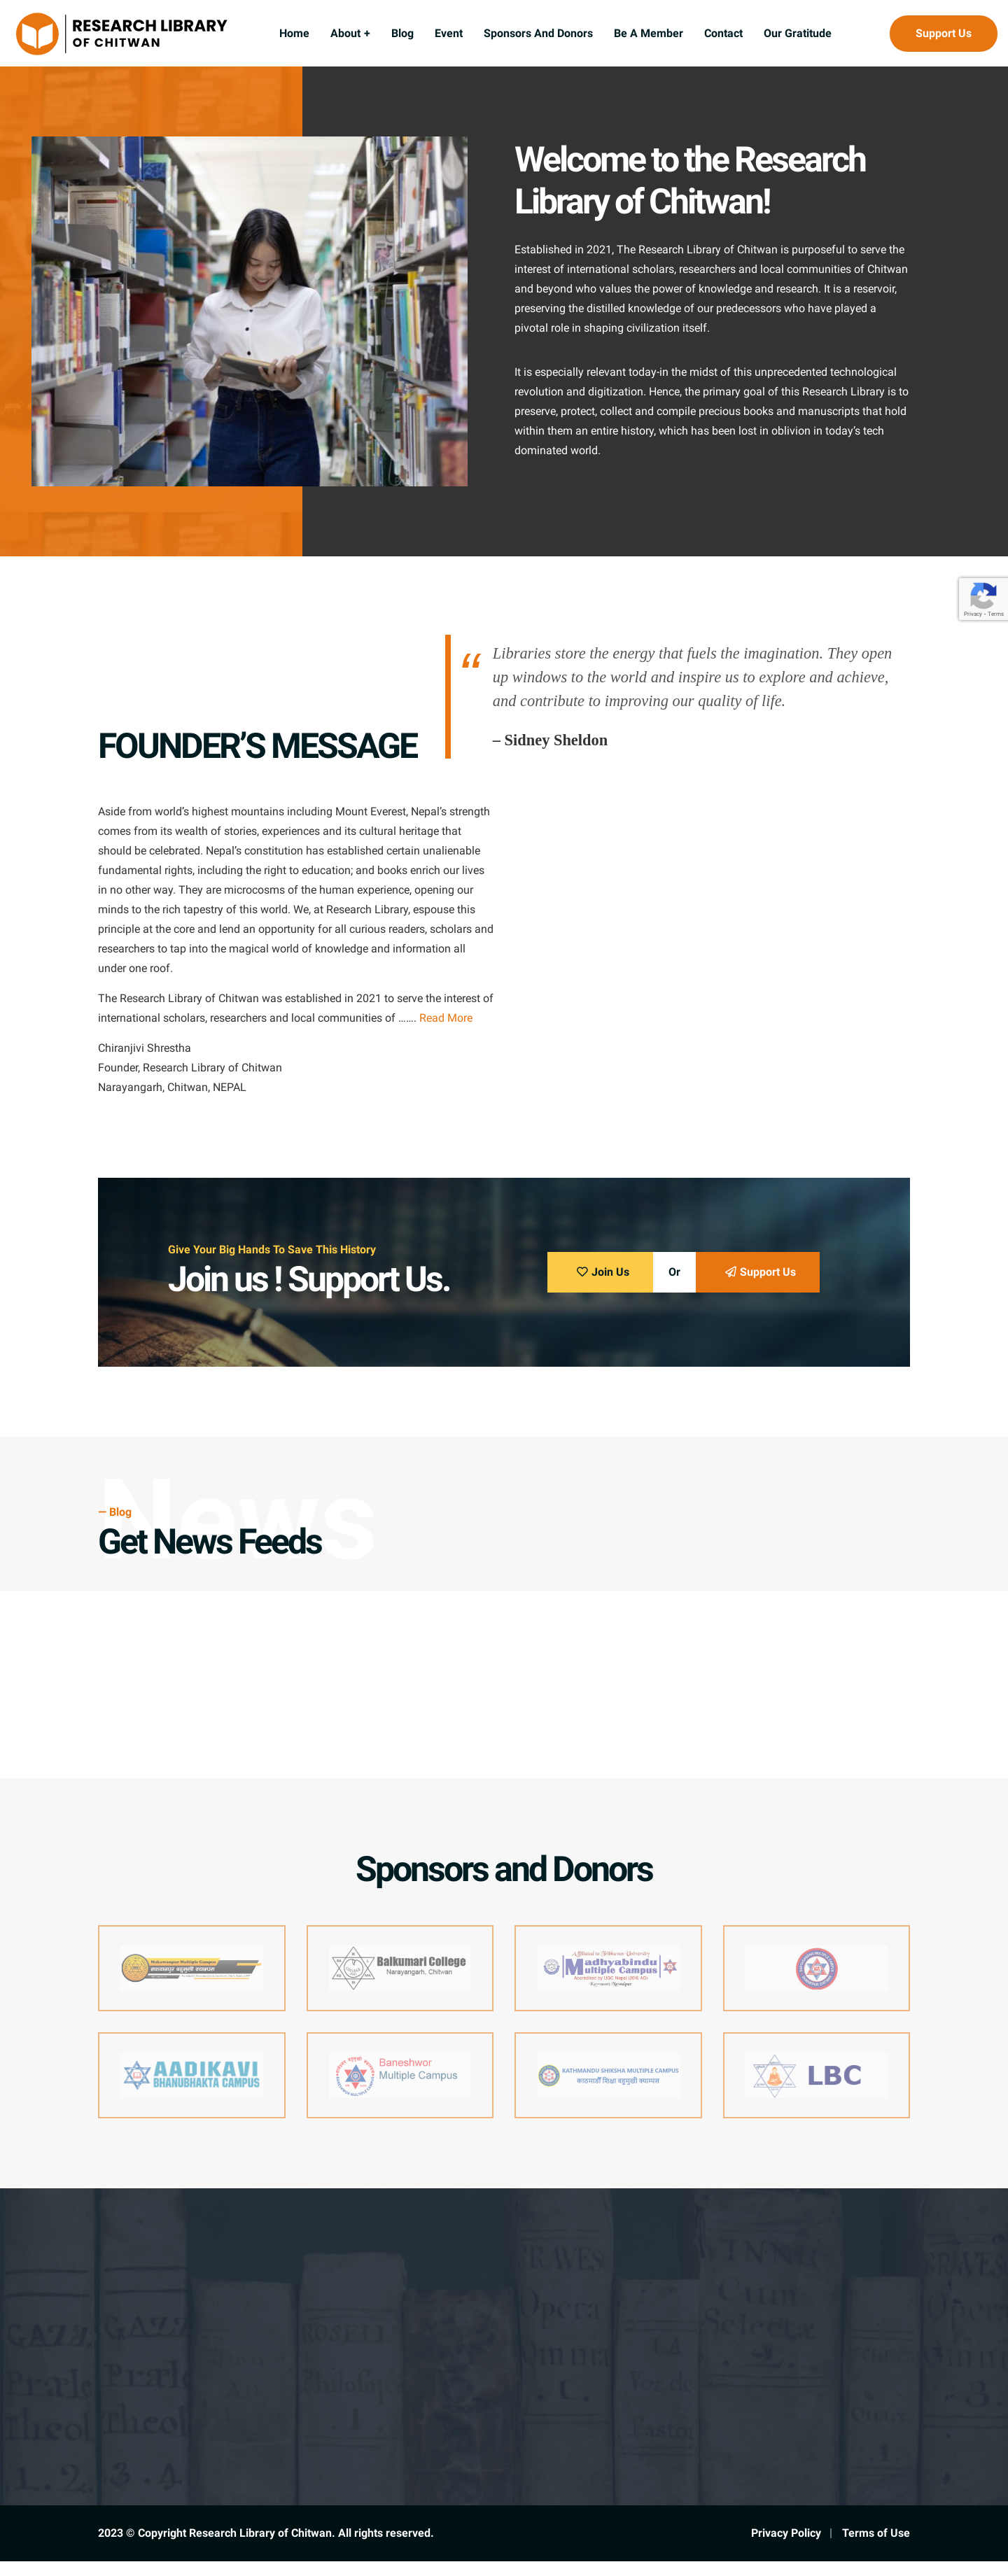 RESEARCH LIBRARY
OF CHITWAN
Home About + Blog Event Sponsors And Donors Be A Member Contact Our Gratitude Support Us
Welcome to the Research
Library of Chitwan!
Established in 2021, The Research Library of Chitwan is purposeful to serve the
interest of international scholars, researchers and local communities of Chitwan
and beyond who values the power of knowledge and research. It is a reservoir,
preserving the distilled knowledge of our predecessors who have played a
pivotal role in shaping civilization itself.
It is especially relevant today-in the midst of this unprecedented technological
revolution and digitization. Hence, the primary goal of this Research Library is to
preserve, protect, collect and compile precious books and manuscripts that hold
within them an entire history, which has been lost in oblivion in today’s tech
dominated world.
Privacy - Terms
“ Libraries store the energy that fuels the imagination. They open
up windows to the world and inspire us to explore and achieve,
and contribute to improving our quality of life.
– Sidney Sheldon
FOUNDER’S MESSAGE
Aside from world’s highest mountains including Mount Everest, Nepal’s strength
comes from its wealth of stories, experiences and its cultural heritage that
should be celebrated. Nepal’s constitution has established certain unalienable
fundamental rights, including the right to education; and books enrich our lives
in no other way. They are microcosms of the human experience, opening our
minds to the rich tapestry of this world. We, at Research Library, espouse this
principle at the core and lend an opportunity for all curious readers, scholars and
researchers to tap into the magical world of knowledge and information all
under one roof.
The Research Library of Chitwan was established in 2021 to serve the interest of
international scholars, researchers and local communities of ……. Read More
Chiranjivi Shrestha
Founder, Research Library of Chitwan
Narayangarh, Chitwan, NEPAL
Give Your Big Hands To Save This History
Join us ! Support Us.
Join Us Or Support Us
News
— Blog
Get News Feeds
Sponsors and Donors
Makawanpur Multiple Campus
Balkumari College
Narayangarh, Chitwan
Affiliated to Tribhuvan University
Madhyabindu
Multiple Campus
Accredited by UGC Nepal (2016 AD)
AADIKAVI
BHANUBHAKTA CAMPUS
Baneshwor
Multiple Campus
KATHMANDU SHIKSHA MULTIPLE CAMPUS
काठमाडौँ शिक्षा बहुमुखी क्याम्पस
LBC
2023 © Copyright Research Library of Chitwan. All rights reserved.
Privacy Policy | Terms of Use